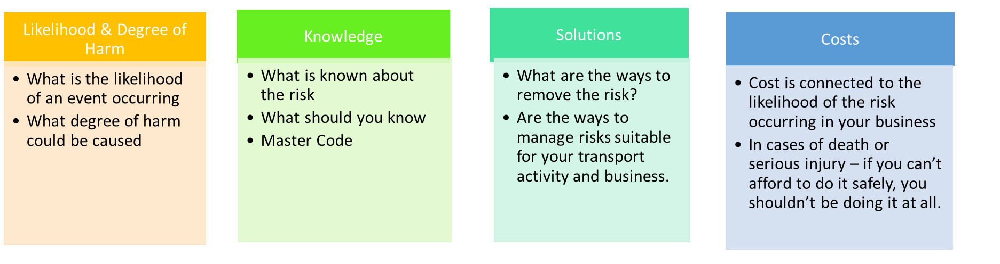 Likelihood & Degree of
Harm
• What is the likelihood
of an event occurring
• What degree of harm
could be caused
Knowledge
• What is known about
the risk
• What should you know
• Master Code
Solutions
• What are the ways to
remove the risk?
• Are the ways to
manage risks suitable
for your transport
activity and business.
Costs
• Cost is connected to the
likelihood of the risk
occurring in your business
• In cases of death or
serious injury – if you can’t
afford to do it safely, you
shouldn’t be doing it at all.